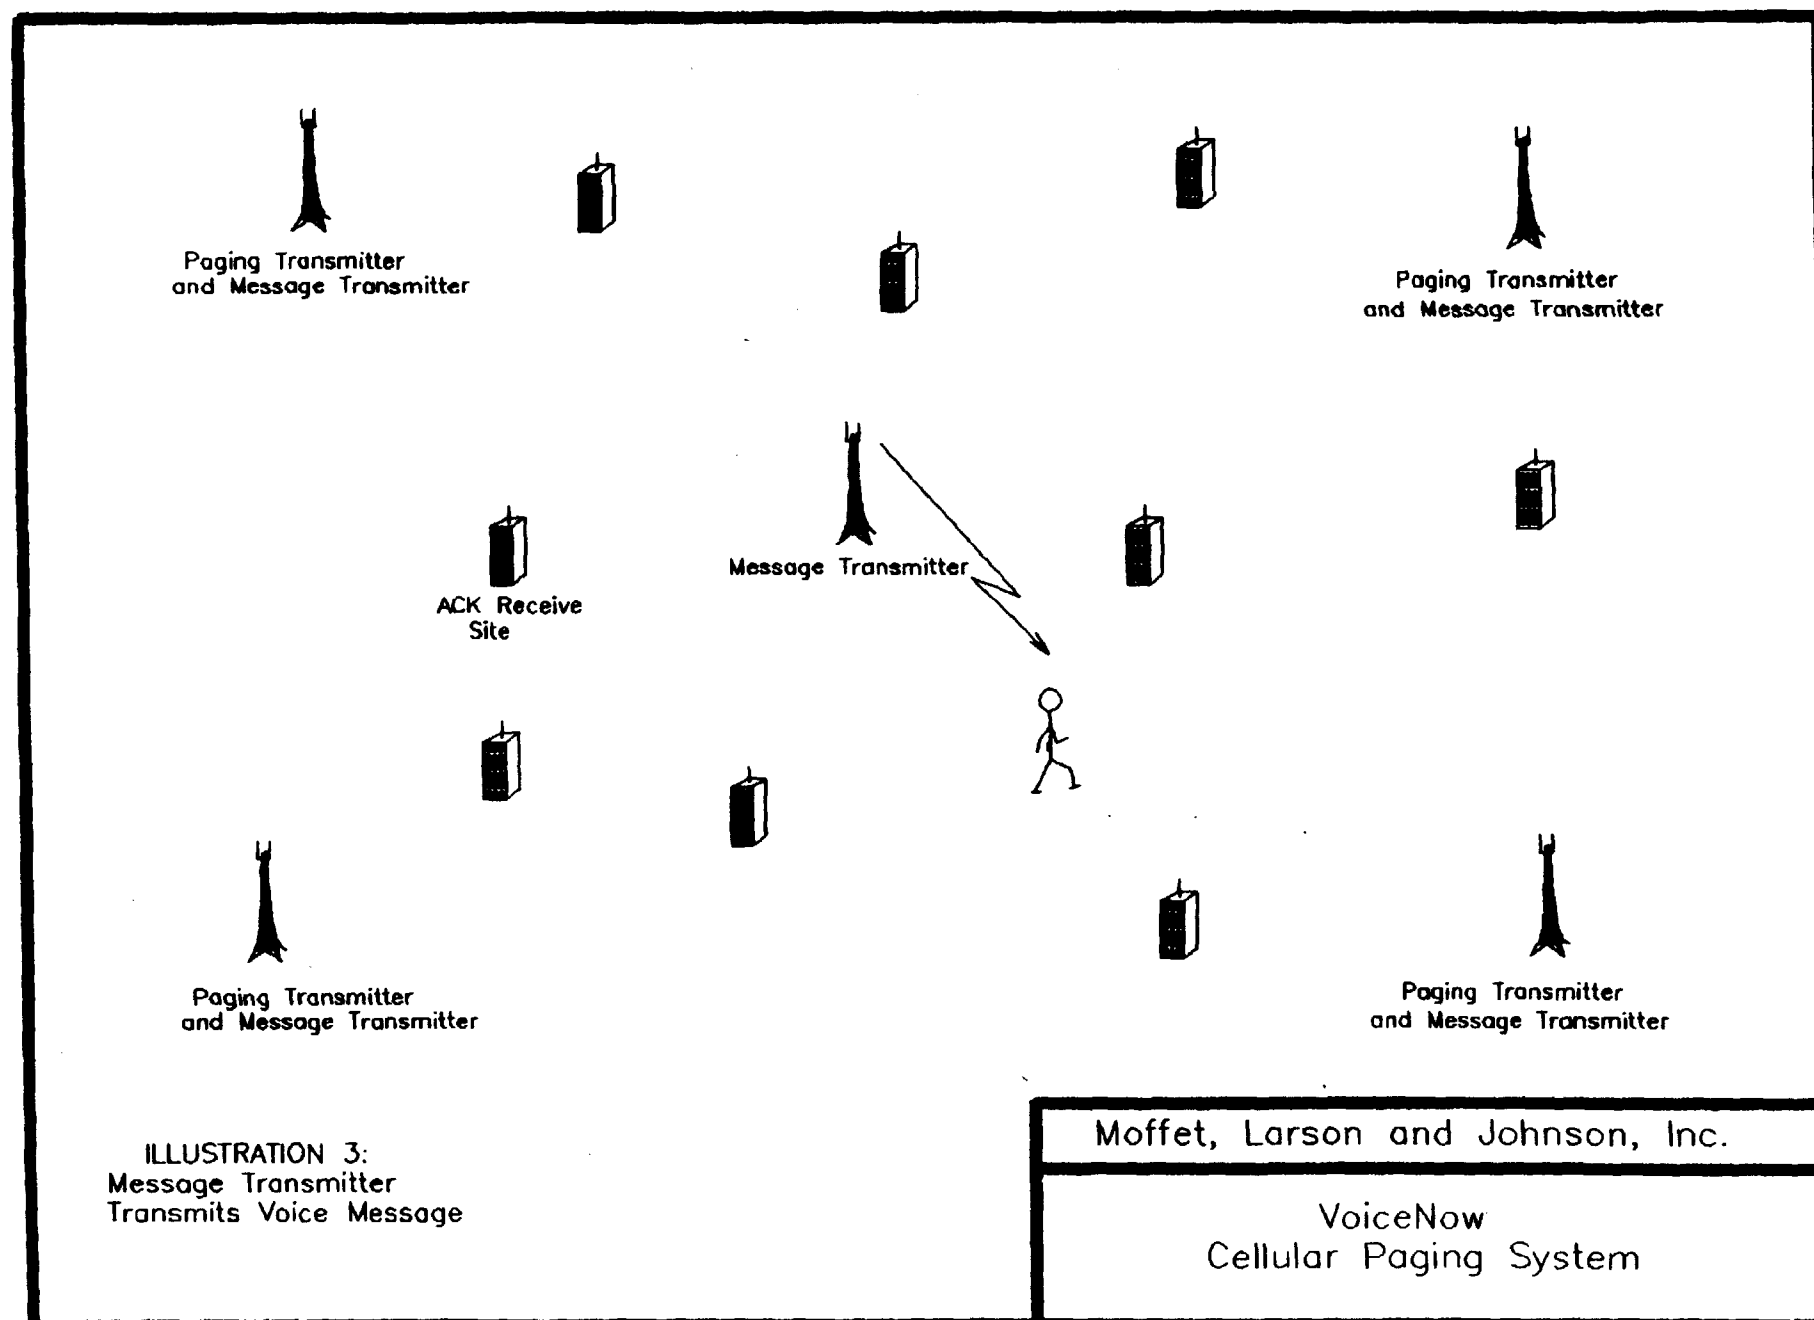 Paging Transmitter
and Message Transmitter
Paging Transmitter
and Message Transmitter
Message Transmitter
ACK Receive
Site
Paging Transmitter
and Message Transmitter
Paging Transmitter
and Message Transmitter
ILLUSTRATION 3:
Message Transmitter
Transmits Voice Message
Moffet, Larson and Johnson, Inc.
VoiceNow
Cellular Paging System